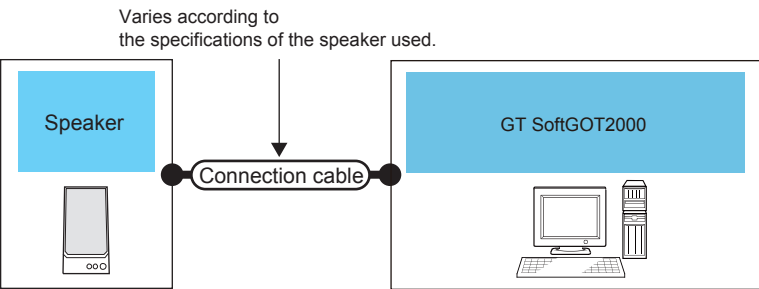 Varies according to
the specifications of the speaker used.
Speaker
Connection cable
GT SoftGOT2000